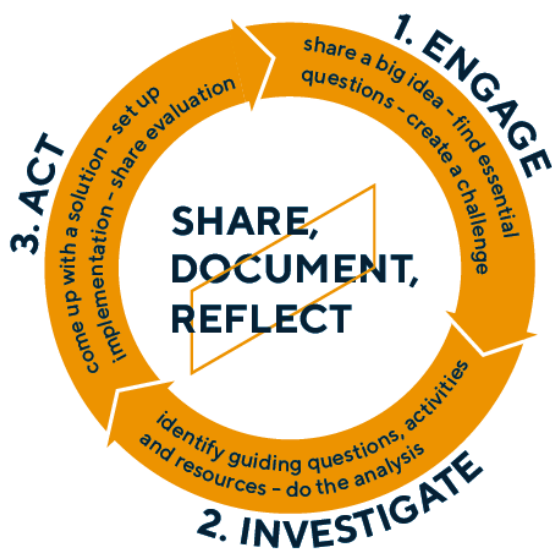 1. ENGAGE
share a big idea - find essential
questions - create a challenge
2. INVESTIGATE
identify guiding questions, activities
and resources - do the analysis
3. ACT
come up with a solution - set up
implementation - share evaluation
SHARE,
DOCUMENT,
REFLECT